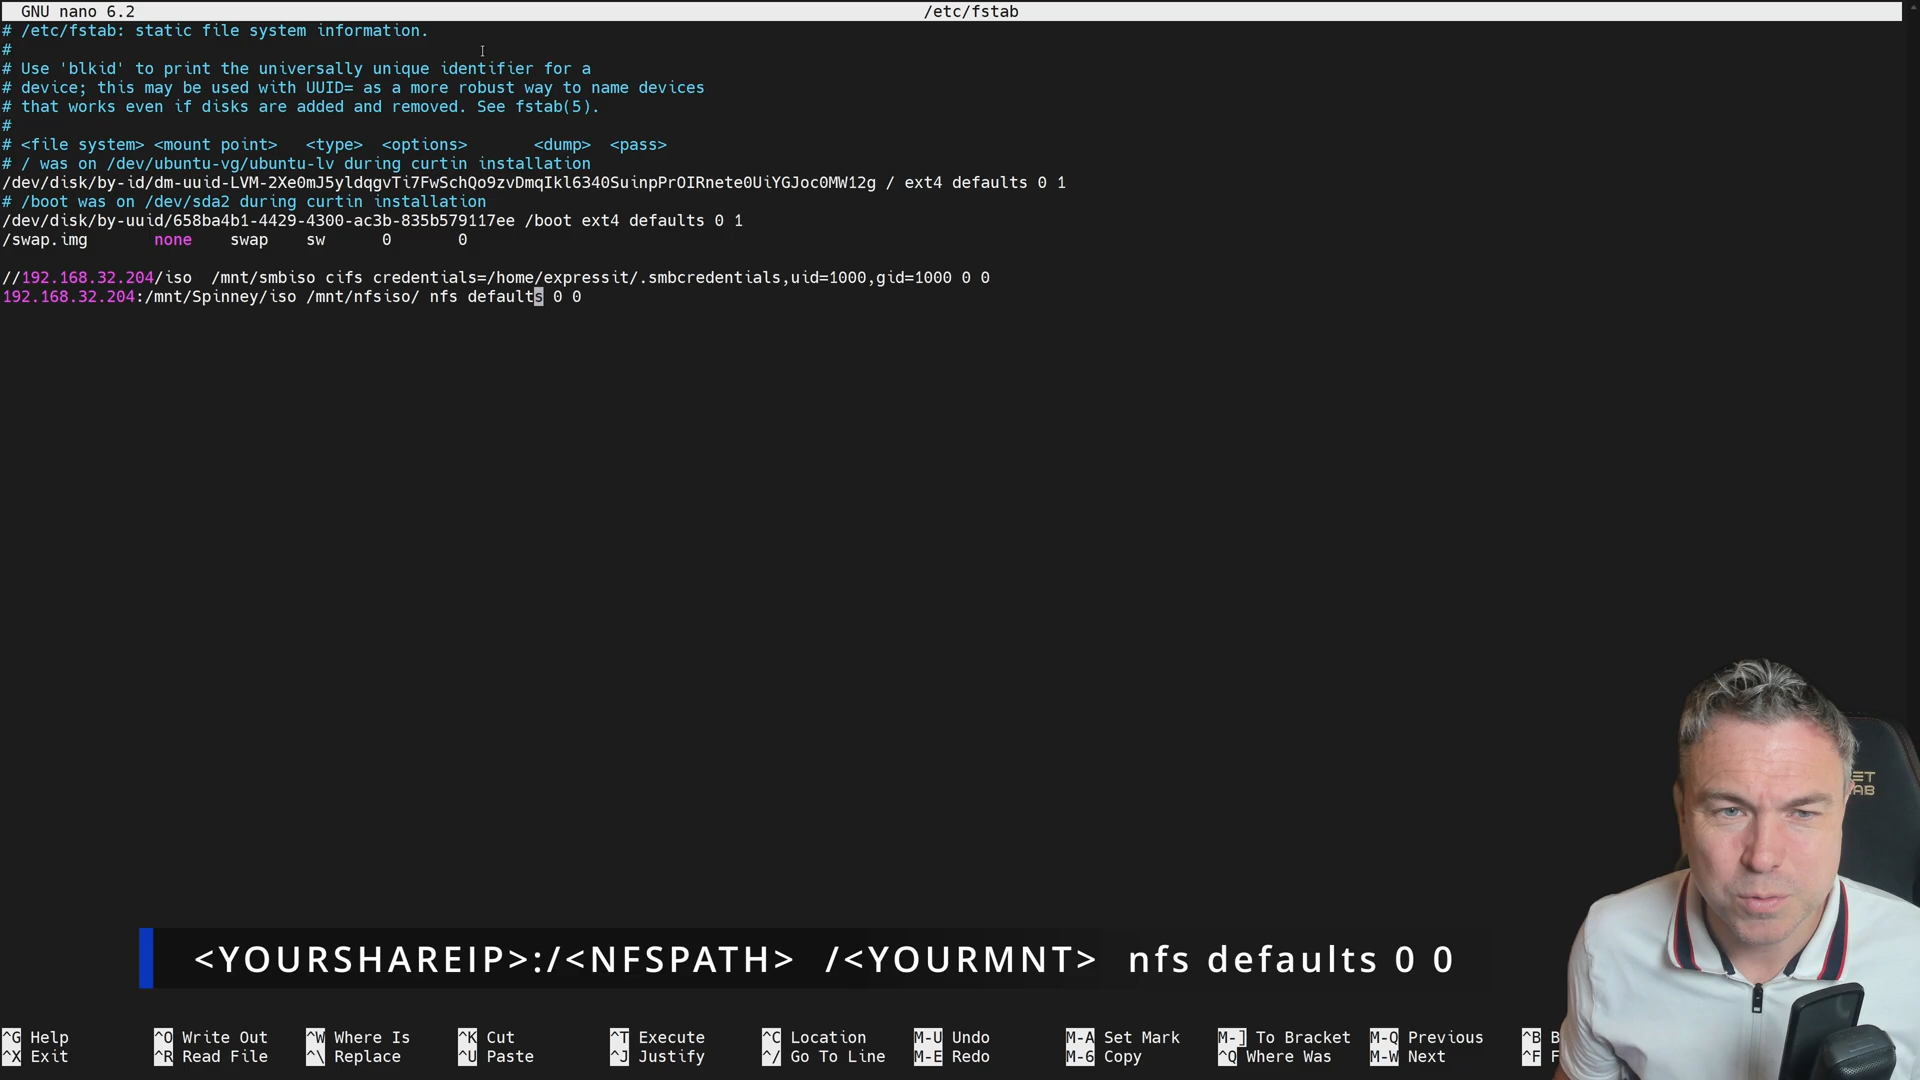 GNU nano 6.2 /etc/fstab
# /etc/fstab: static file system information.
#
# Use 'blkid' to print the universally unique identifier for a
# device; this may be used with UUID= as a more robust way to name devices
# that works even if disks are added and removed. See fstab(5).
#
# <file system> <mount point>   <type>  <options>       <dump>  <pass>
# / was on /dev/ubuntu-vg/ubuntu-lv during curtin installation
/dev/disk/by-id/dm-uuid-LVM-2Xe0mJ5yldqgvTi7FwSchQo9zvDmqIkl6340SuinpPrOIRnete0UiYGJoc0MW12g / ext4 defaults 0 1
# /boot was on /dev/sda2 during curtin installation
/dev/disk/by-uuid/658ba4b1-4429-4300-ac3b-835b579117ee /boot ext4 defaults 0 1
/swap.img       none    swap    sw      0       0
//192.168.32.204/iso  /mnt/smbiso cifs credentials=/home/expressit/.smbcredentials,uid=1000,gid=1000 0 0
192.168.32.204:/mnt/Spinney/iso /mnt/nfsiso/ nfs defaults 0 0
ET
AB
<YOURSHAREIP>:/<NFSPATH> /<YOURMNT> nfs defaults 0 0
^G Help ^O Write Out ^W Where Is ^K Cut ^T Execute ^C Location M-U Undo M-A Set Mark M-] To Bracket M-Q Previous ^B B
^X Exit ^R Read File ^\ Replace ^U Paste ^J Justify ^/ Go To Line M-E Redo M-6 Copy ^Q Where Was M-W Next ^F F